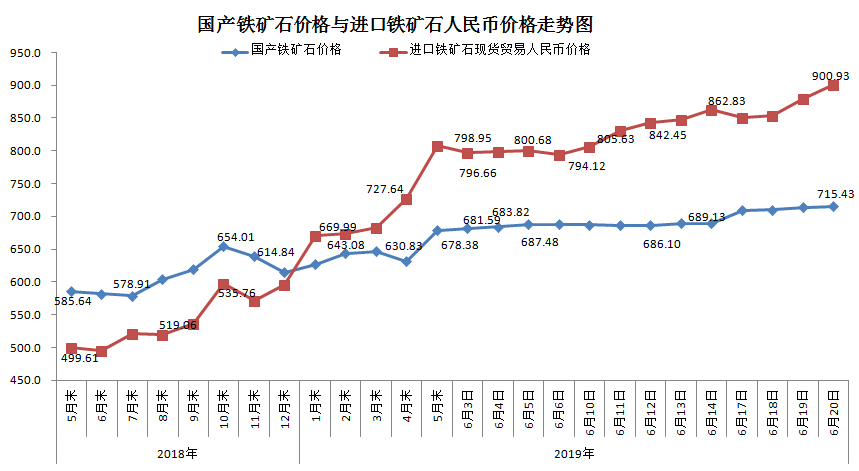 国产铁矿石价格与进口铁矿石人民币价格走势图
国产铁矿石价格 进口铁矿石现货贸易人民币价格
950.0
900.0
850.0
800.0
750.0
700.0
650.0
600.0
550.0
500.0
450.0
585.64
578.91
654.01
614.84
643.08
630.83
678.38
681.59
683.82
687.48
686.10
689.13
715.43
499.61
519.06
535.76
669.99
727.64
796.66
798.95
800.68
794.12
805.63
842.45
862.83
900.93
5月末
6月末
7月末
8月末
9月末
10月末
11月末
12月末
1月末
2月末
3月末
4月末
5月末
6月3日
6月4日
6月5日
6月6日
6月10日
6月11日
6月12日
6月13日
6月14日
6月17日
6月18日
6月19日
6月20日
2018年 2019年